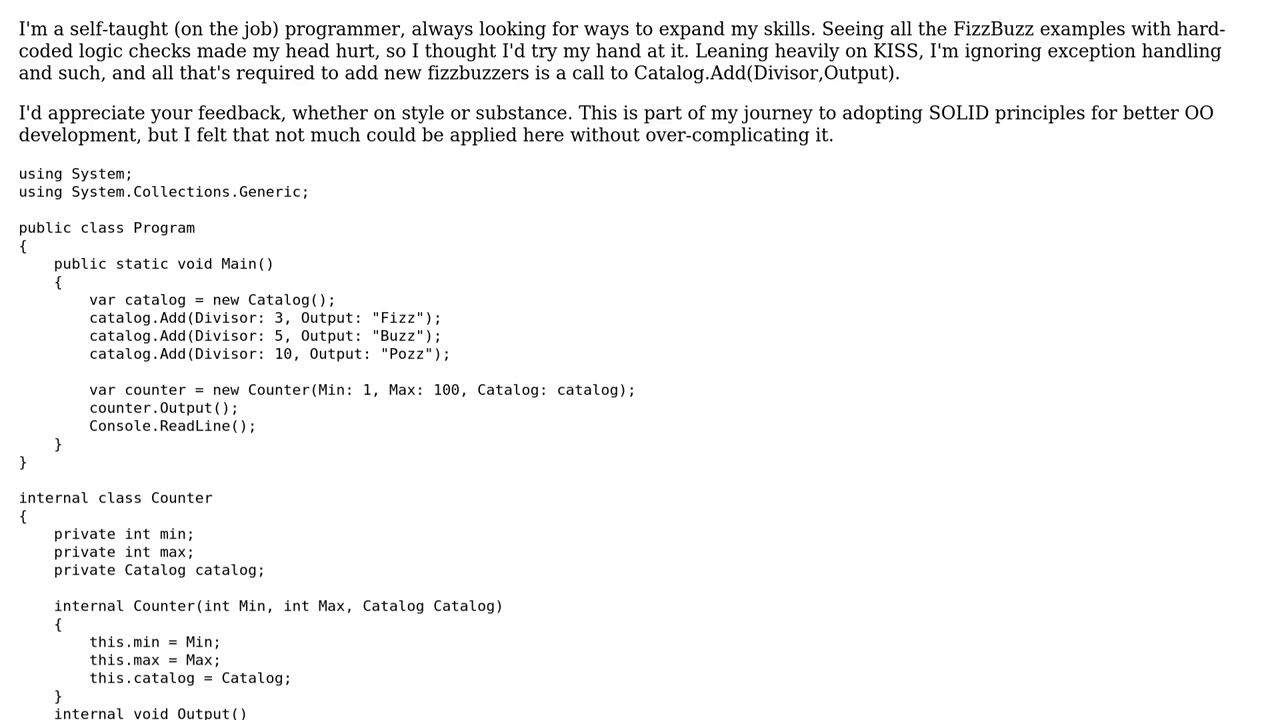 I'm a self-taught (on the job) programmer, always looking for ways to expand my skills. Seeing all the FizzBuzz examples with hard-
coded logic checks made my head hurt, so I thought I'd try my hand at it. Leaning heavily on KISS, I'm ignoring exception handling
and such, and all that's required to add new fizzbuzzers is a call to Catalog.Add(Divisor,Output).
I'd appreciate your feedback, whether on style or substance. This is part of my journey to adopting SOLID principles for better OO
development, but I felt that not much could be applied here without over-complicating it.
using System;
using System.Collections.Generic;
public class Program
{
    public static void Main()
    {
        var catalog = new Catalog();
        catalog.Add(Divisor: 3, Output: "Fizz");
        catalog.Add(Divisor: 5, Output: "Buzz");
        catalog.Add(Divisor: 10, Output: "Pozz");
        var counter = new Counter(Min: 1, Max: 100, Catalog: catalog);
        counter.Output();
        Console.ReadLine();
    }
}
internal class Counter
{
    private int min;
    private int max;
    private Catalog catalog;
    internal Counter(int Min, int Max, Catalog Catalog)
    {
        this.min = Min;
        this.max = Max;
        this.catalog = Catalog;
    }
    internal void Output()